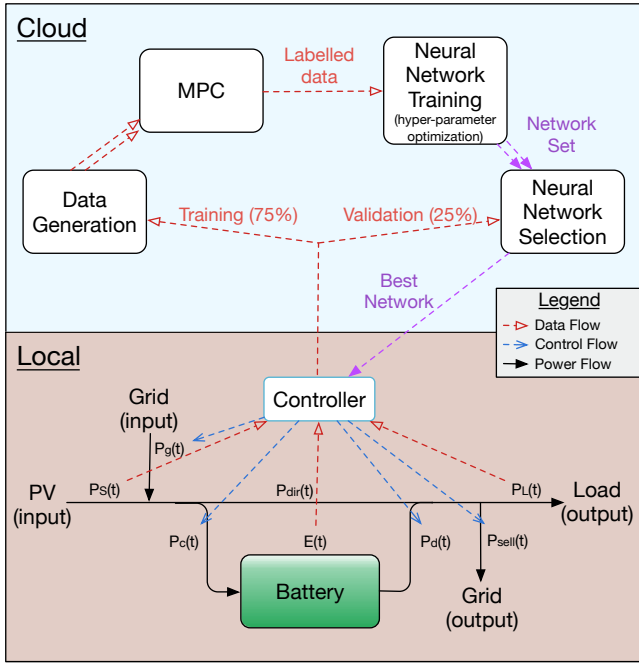 Cloud
MPC
Labelled
data
Neural
Network
Training
(hyper-parameter
optimization)
Network
Set
Data
Generation
Training (75%)
Validation (25%)
Neural
Network
Selection
Best
Network
Legend
Data Flow
Control Flow
Power Flow
Local
Controller
Grid
(input)
Pg(t)
PS(t)
PL(t)
PV
(input)
Pdir(t)
Load
(output)
Pc(t)
E(t)
Pd(t)
Psell(t)
Battery
Grid
(output)